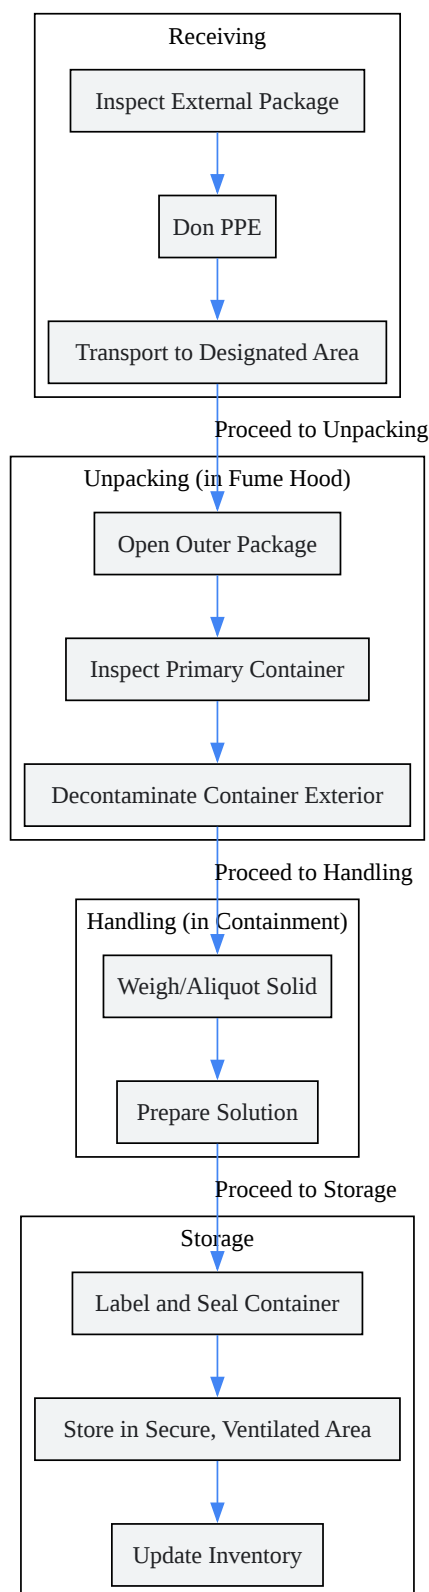 Receiving
Inspect External Package
Don PPE
Transport to Designated Area
Proceed to Unpacking
Unpacking (in Fume Hood)
Open Outer Package
Inspect Primary Container
Decontaminate Container Exterior
Proceed to Handling
Handling (in Containment)
Weigh/Aliquot Solid
Prepare Solution
Proceed to Storage
Storage
Label and Seal Container
Store in Secure, Ventilated Area
Update Inventory